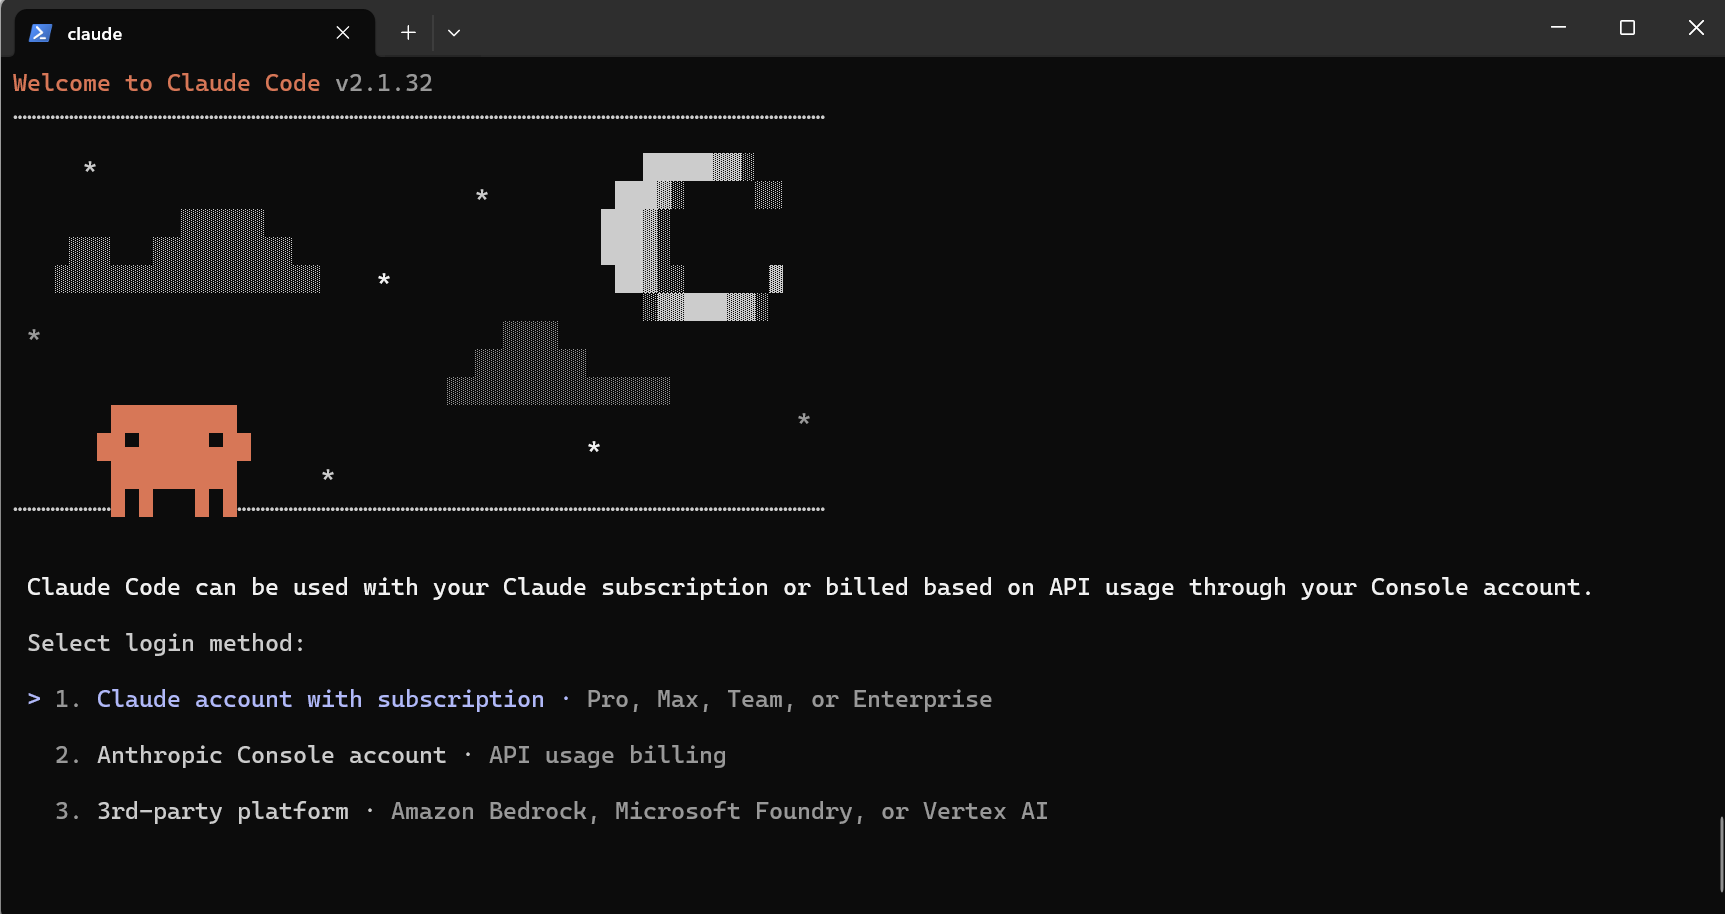 claude
Welcome to Claude Code v2.1.32
Claude Code can be used with your Claude subscription or billed based on API usage through your Console account.
Select login method:
> 1. Claude account with subscription · Pro, Max, Team, or Enterprise
2. Anthropic Console account · API usage billing
3. 3rd-party platform · Amazon Bedrock, Microsoft Foundry, or Vertex AI